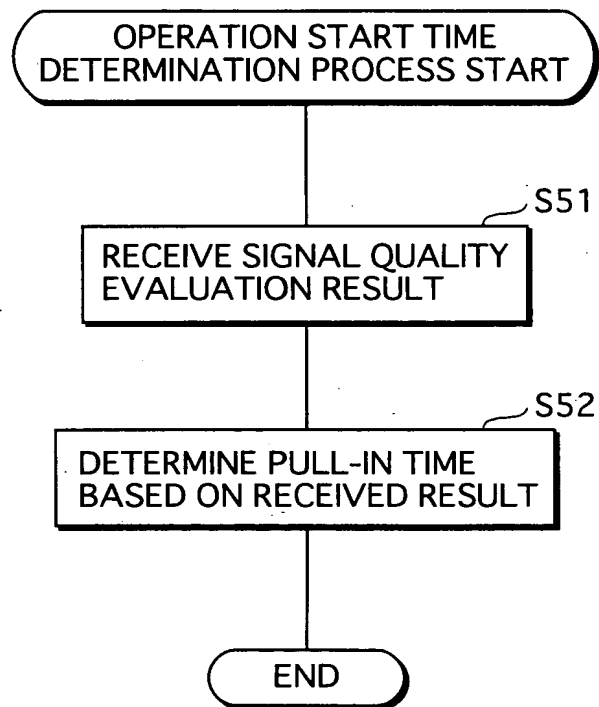 OPERATION START TIME
DETERMINATION PROCESS START
S51
RECEIVE SIGNAL QUALITY
EVALUATION RESULT
S52
DETERMINE PULL-IN TIME
BASED ON RECEIVED RESULT
END